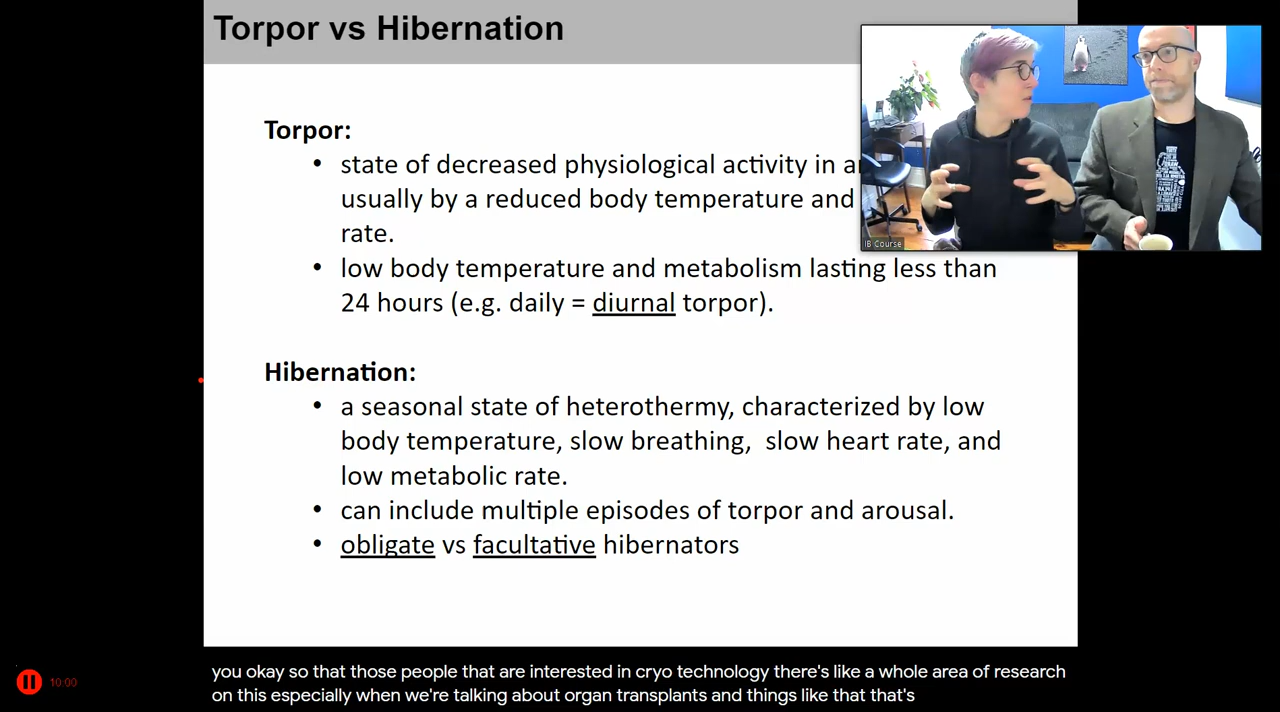 Torpor vs Hibernation
Torpor:
• state of decreased physiological activity in
usually by a reduced body temperature and
rate.
• low body temperature and metabolism lasting less than
24 hours (e.g. daily = diurnal torpor).
Hibernation:
• a seasonal state of heterothermy, characterized by low
body temperature, slow breathing,  slow heart rate, and
low metabolic rate.
• can include multiple episodes of torpor and arousal.
• obligate vs facultative hibernators
IB Course
10:00
you okay so that those people that are interested in cryo technology there's like a whole area of research
on this especially when we're talking about organ transplants and things like that that's